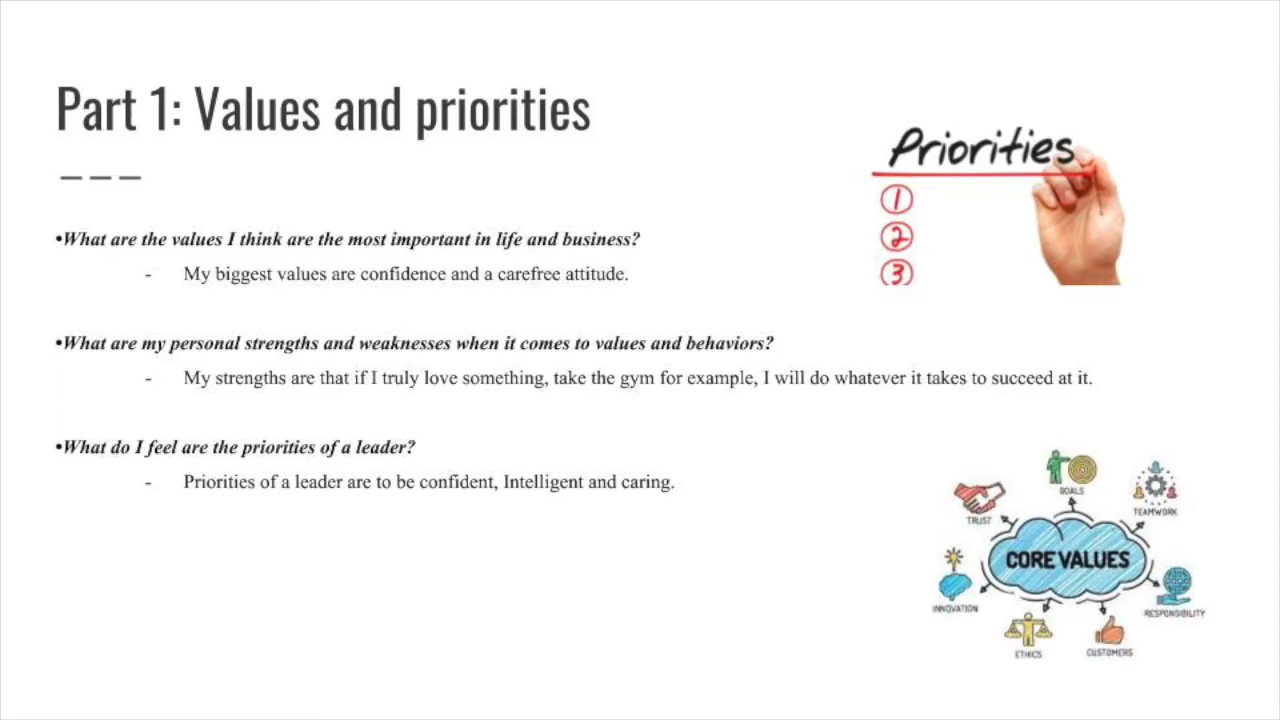 Part 1: Values and priorities
•What are the values I think are the most important in life and business?
- My biggest values are confidence and a carefree attitude.
•What are my personal strengths and weaknesses when it comes to values and behaviors?
- My strengths are that if I truly love something, take the gym for example, I will do whatever it takes to succeed at it.
•What do I feel are the priorities of a leader?
- Priorities of a leader are to be confident, Intelligent and caring.
Priorities
1
2
3
GOALS
TRUST
TEAMWORK
CORE VALUES
INNOVATION
RESPONSIBILITY
ETHICS
CUSTOMERS